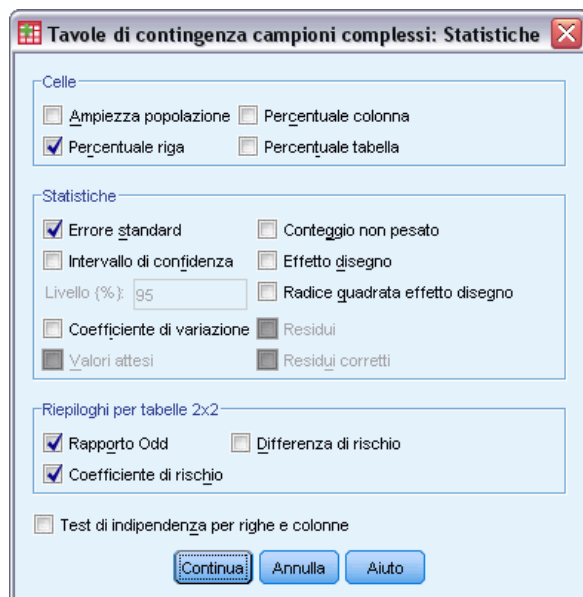 Tavole di contingenza campioni complessi: Statistiche
Celle
Ampiezza popolazione Percentuale colonna
Percentuale riga Percentuale tabella
Statistiche
Errore standard Conteggio non pesato
Intervallo di confidenza Effetto disegno
Livello (%): 95 Radice quadrata effetto disegno
Coefficiente di variazione Residui
Valori attesi Residui corretti
Riepiloghi per tabelle 2x2
Rapporto Odd Differenza di rischio
Coefficiente di rischio
Test di indipendenza per righe e colonne
Continua Annulla Aiuto